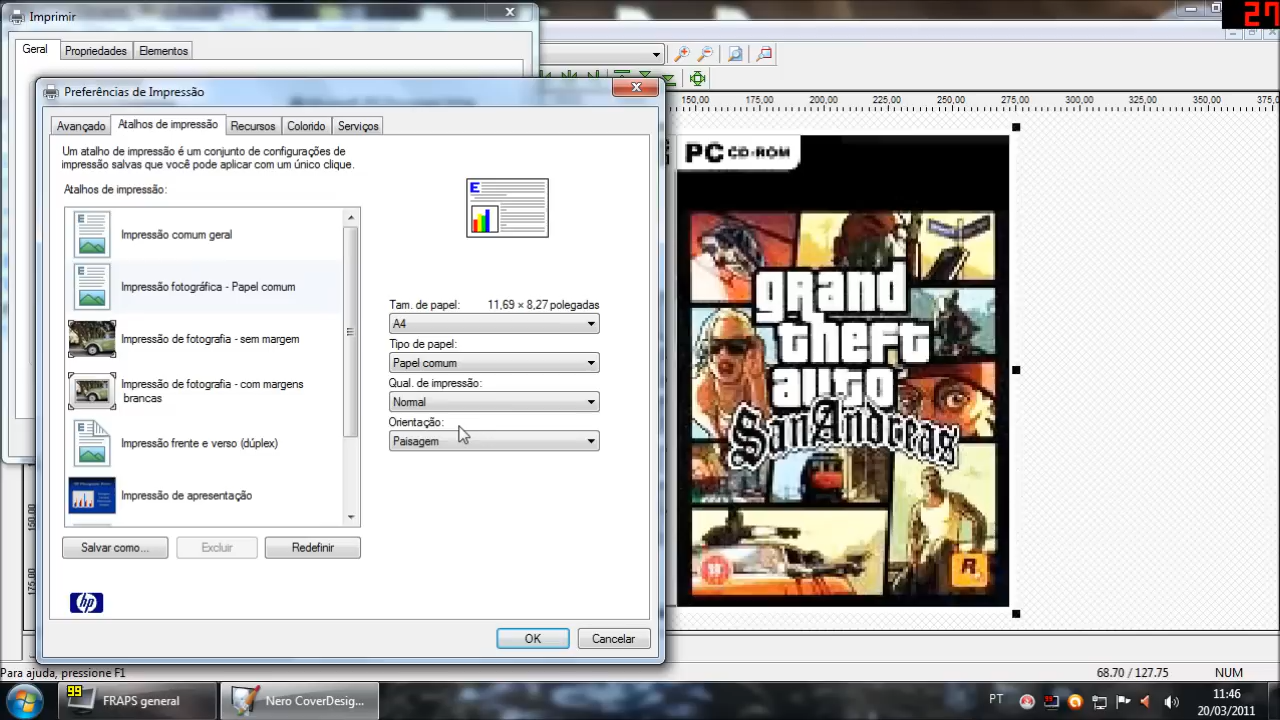 Imprimir
27
Geral
Propriedades
Elementos
Preferências de Impressão
Avançado
Atalhos de impressão
Recursos
Colorido
Serviços
Um atalho de impressão é um conjunto de configurações de
impressão salvas que você pode aplicar com um único clique.
Atalhos de impressão:
Impressão comum geral
Impressão fotográfica - Papel comum
Impressão de fotografia - sem margem
Impressão de fotografia - com margens
brancas
Impressão frente e verso (dúplex)
Impressão de apresentação
E
Tam. de papel:
11,69 × 8,27 polegadas
A4
Tipo de papel:
Papel comum
Qual. de impressão:
Normal
Orientação:
Paisagem
Salvar como...
Excluir
Redefinir
hp
OK
Cancelar
150,00 175,00 200,00 225,00 250,00 275,00 300,00 325,00 350,00 375,
PC CD-ROM
grand
theft
auto
San Andreas
18
R
175,
150,00
Para ajuda, pressione F1
68.70 / 127.75
NUM
99
FRAPS general
Nero CoverDesig...
PT
11:46
20/03/2011